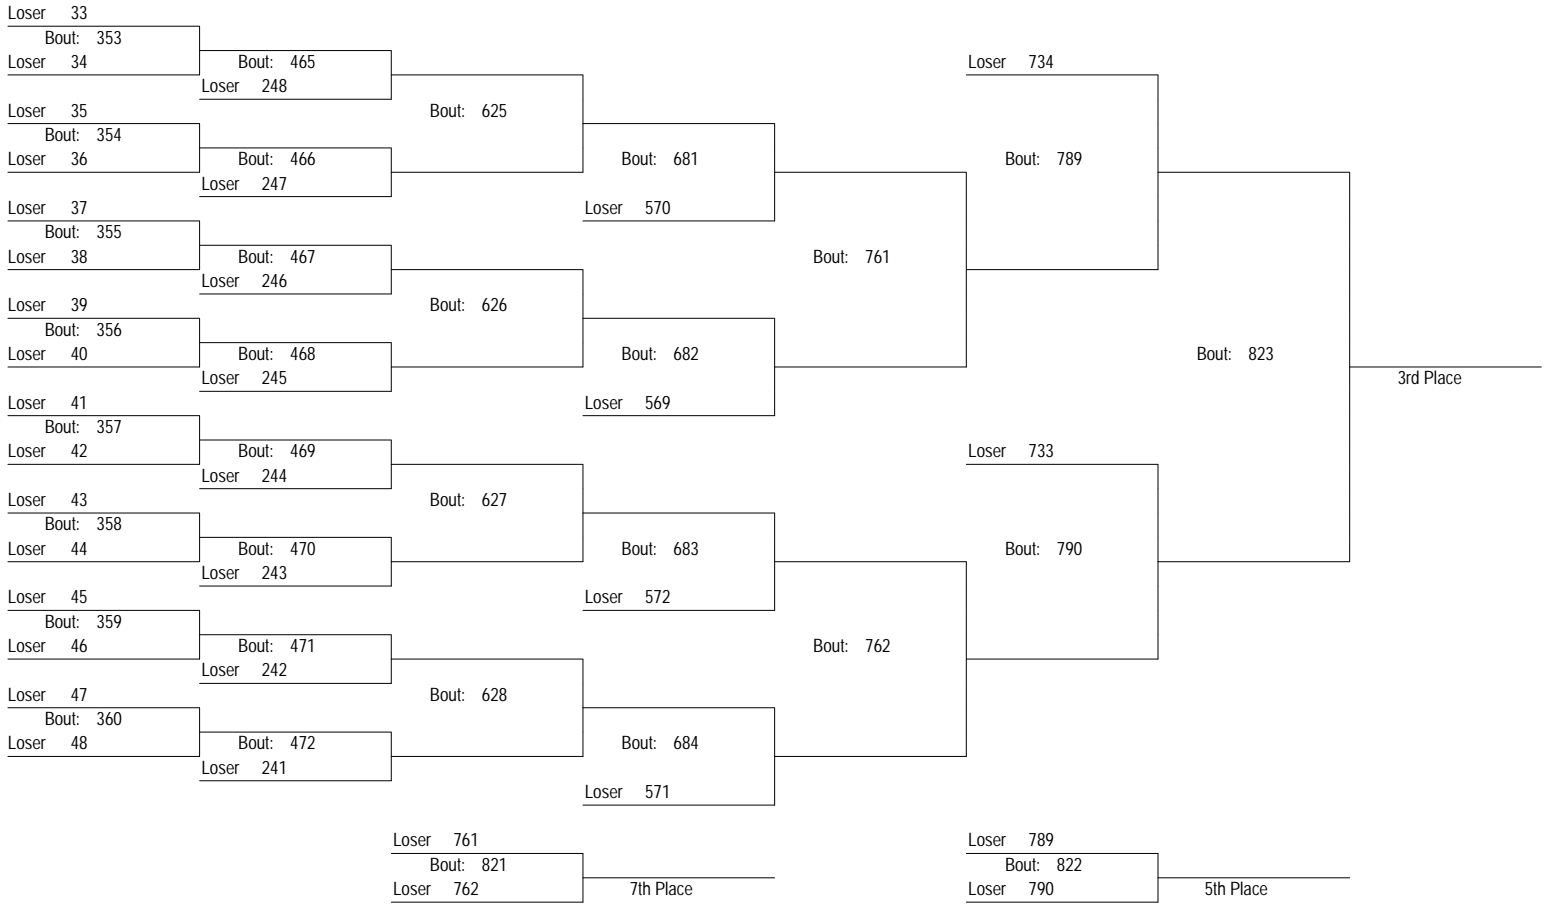 Loser 33
Bout: 353
Loser 34
Bout: 465
Loser 734
Loser 248
Loser 35
Bout: 625
Bout: 354
Loser 36
Bout: 466
Bout: 681
Bout: 789
Loser 247
Loser 37
Loser 570
Bout: 355
Loser 38
Bout: 467
Bout: 761
Loser 246
Loser 39
Bout: 626
Bout: 356
Loser 40
Bout: 468
Bout: 682
Bout: 823
Loser 245
3rd Place
Loser 41
Loser 569
Bout: 357
Loser 42
Bout: 469
Loser 733
Loser 244
Loser 43
Bout: 627
Bout: 358
Loser 44
Bout: 470
Bout: 683
Bout: 790
Loser 243
Loser 45
Loser 572
Bout: 359
Loser 46
Bout: 471
Bout: 762
Loser 242
Loser 47
Bout: 628
Bout: 360
Loser 48
Bout: 472
Bout: 684
Loser 241
Loser 571
Loser 761
Loser 789
Bout: 821
Bout: 822
Loser 762
7th Place
Loser 790
5th Place